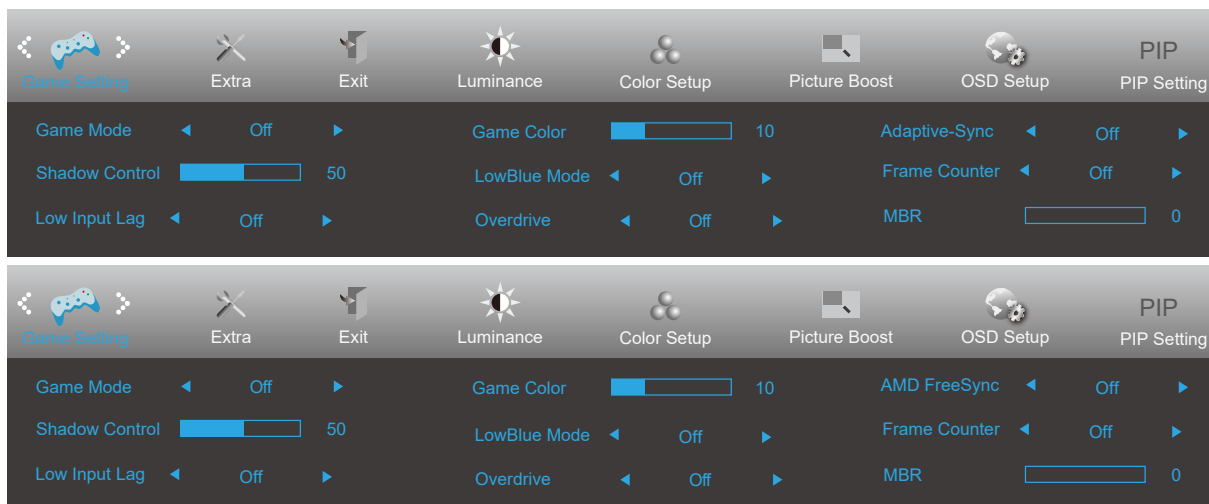 PIP
Game Setting Extra Exit Luminance Color Setup Picture Boost OSD Setup PIP Setting
Game Mode Off Game Color 10 Adaptive-Sync Off
Shadow Control 50 LowBlue Mode Off Frame Counter Off
Low Input Lag Off Overdrive Off MBR 0
PIP
Game Setting Extra Exit Luminance Color Setup Picture Boost OSD Setup PIP Setting
Game Mode Off Game Color 10 AMD FreeSync Off
Shadow Control 50 LowBlue Mode Off Frame Counter Off
Low Input Lag Off Overdrive Off MBR 0